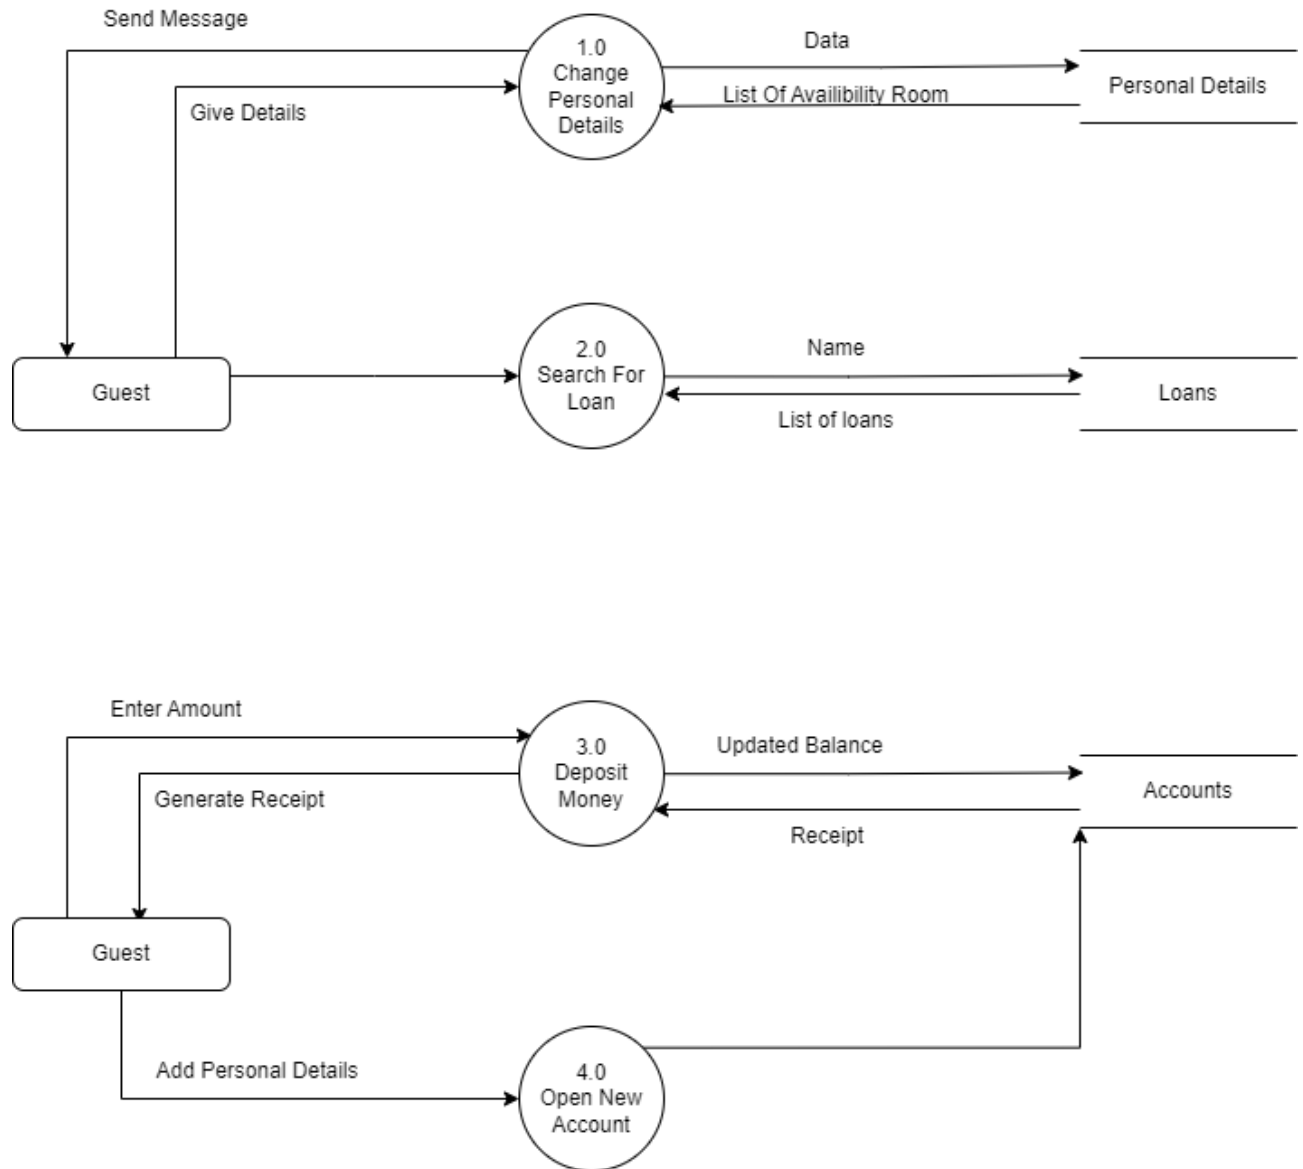 Send Message
1.0
Change
Personal
Details
Data
List Of Availibility Room
Personal Details
Give Details
Guest
2.0
Search For
Loan
Name
List of loans
Loans
Enter Amount
Generate Receipt
3.0
Deposit
Money
Updated Balance
Receipt
Accounts
Guest
Add Personal Details
4.0
Open New
Account